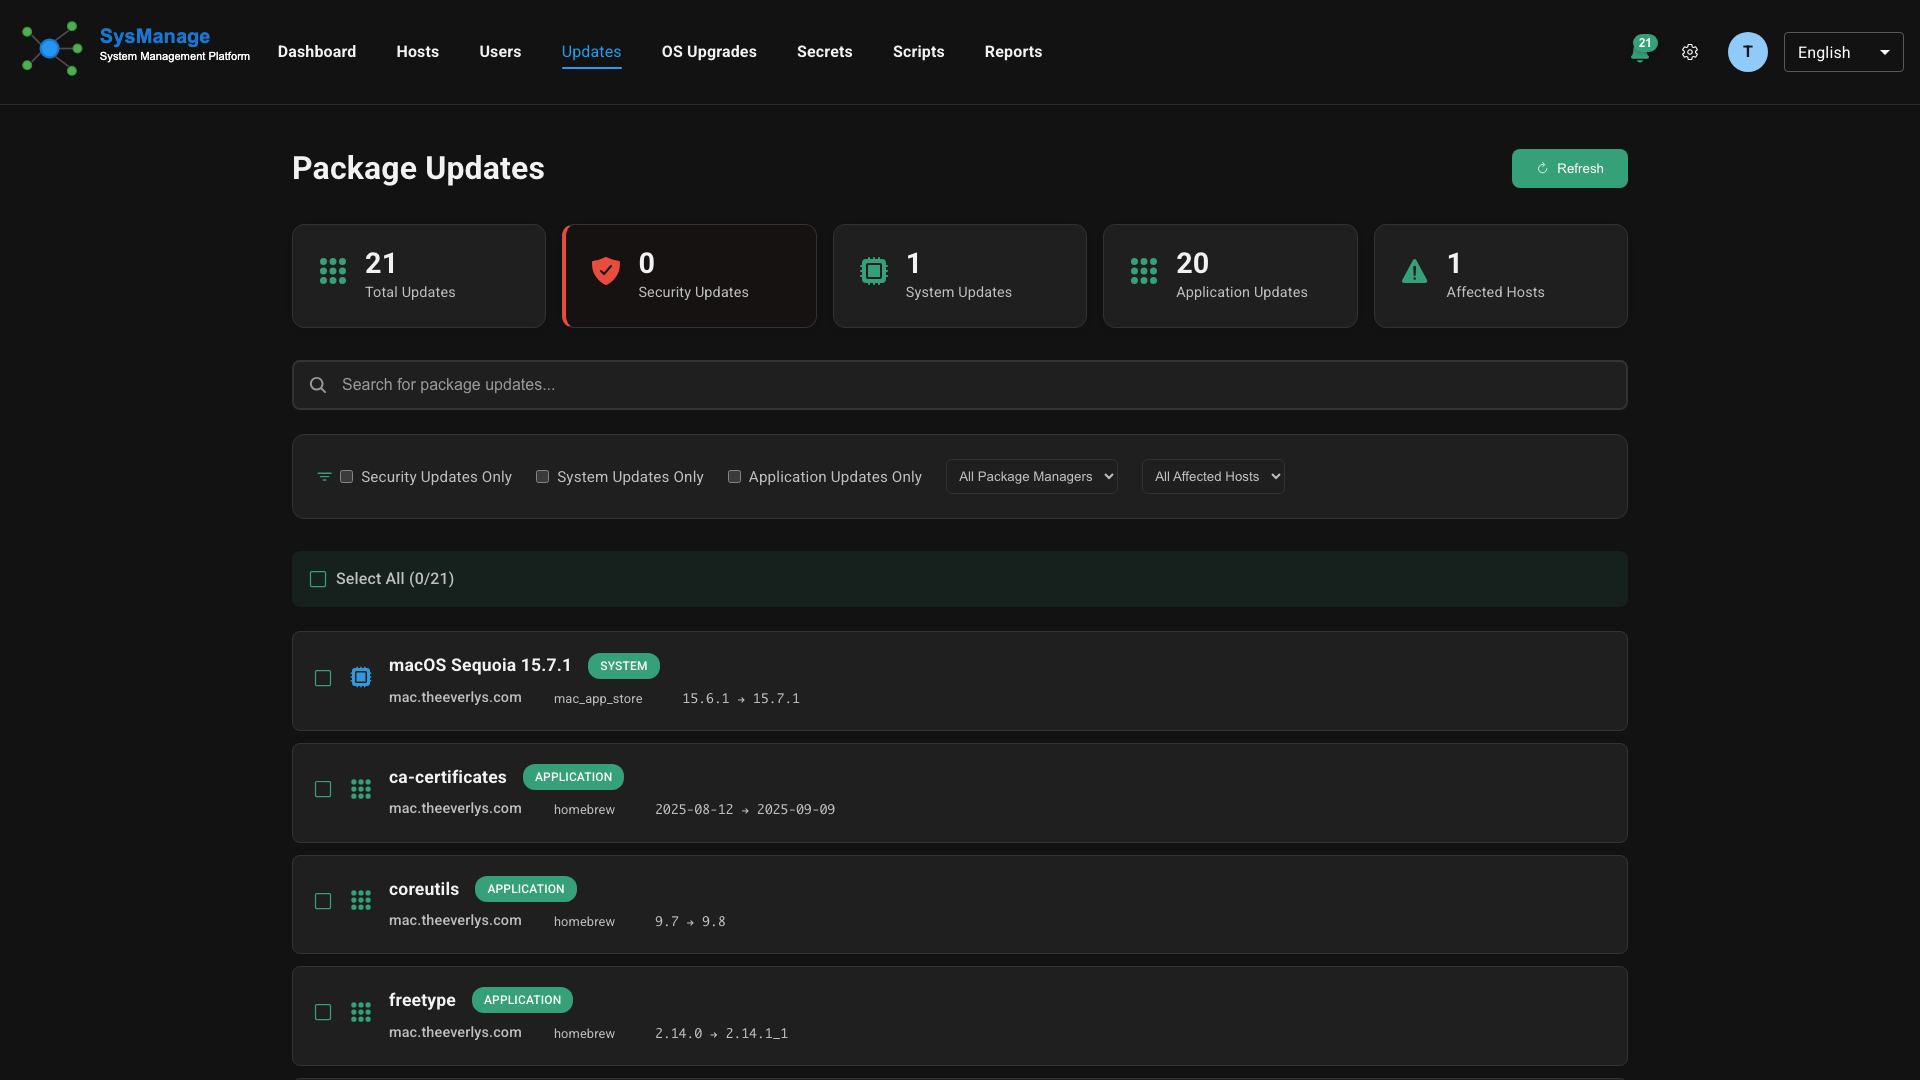 SysManage
System Management Platform
Dashboard
Hosts
Users
Updates
OS Upgrades
Secrets
Scripts
Reports
21
T
English
Package Updates
Refresh
21
Total Updates
0
Security Updates
1
System Updates
20
Application Updates
1
Affected Hosts
Search for package updates...
Security Updates Only
System Updates Only
Application Updates Only
All Package Managers
All Affected Hosts
Select All (0/21)
macOS Sequoia 15.7.1 SYSTEM
mac.theeverlys.com mac_app_store 15.6.1 → 15.7.1
ca-certificates APPLICATION
mac.theeverlys.com homebrew 2025-08-12 → 2025-09-09
coreutils APPLICATION
mac.theeverlys.com homebrew 9.7 → 9.8
freetype APPLICATION
mac.theeverlys.com homebrew 2.14.0 → 2.14.1_1